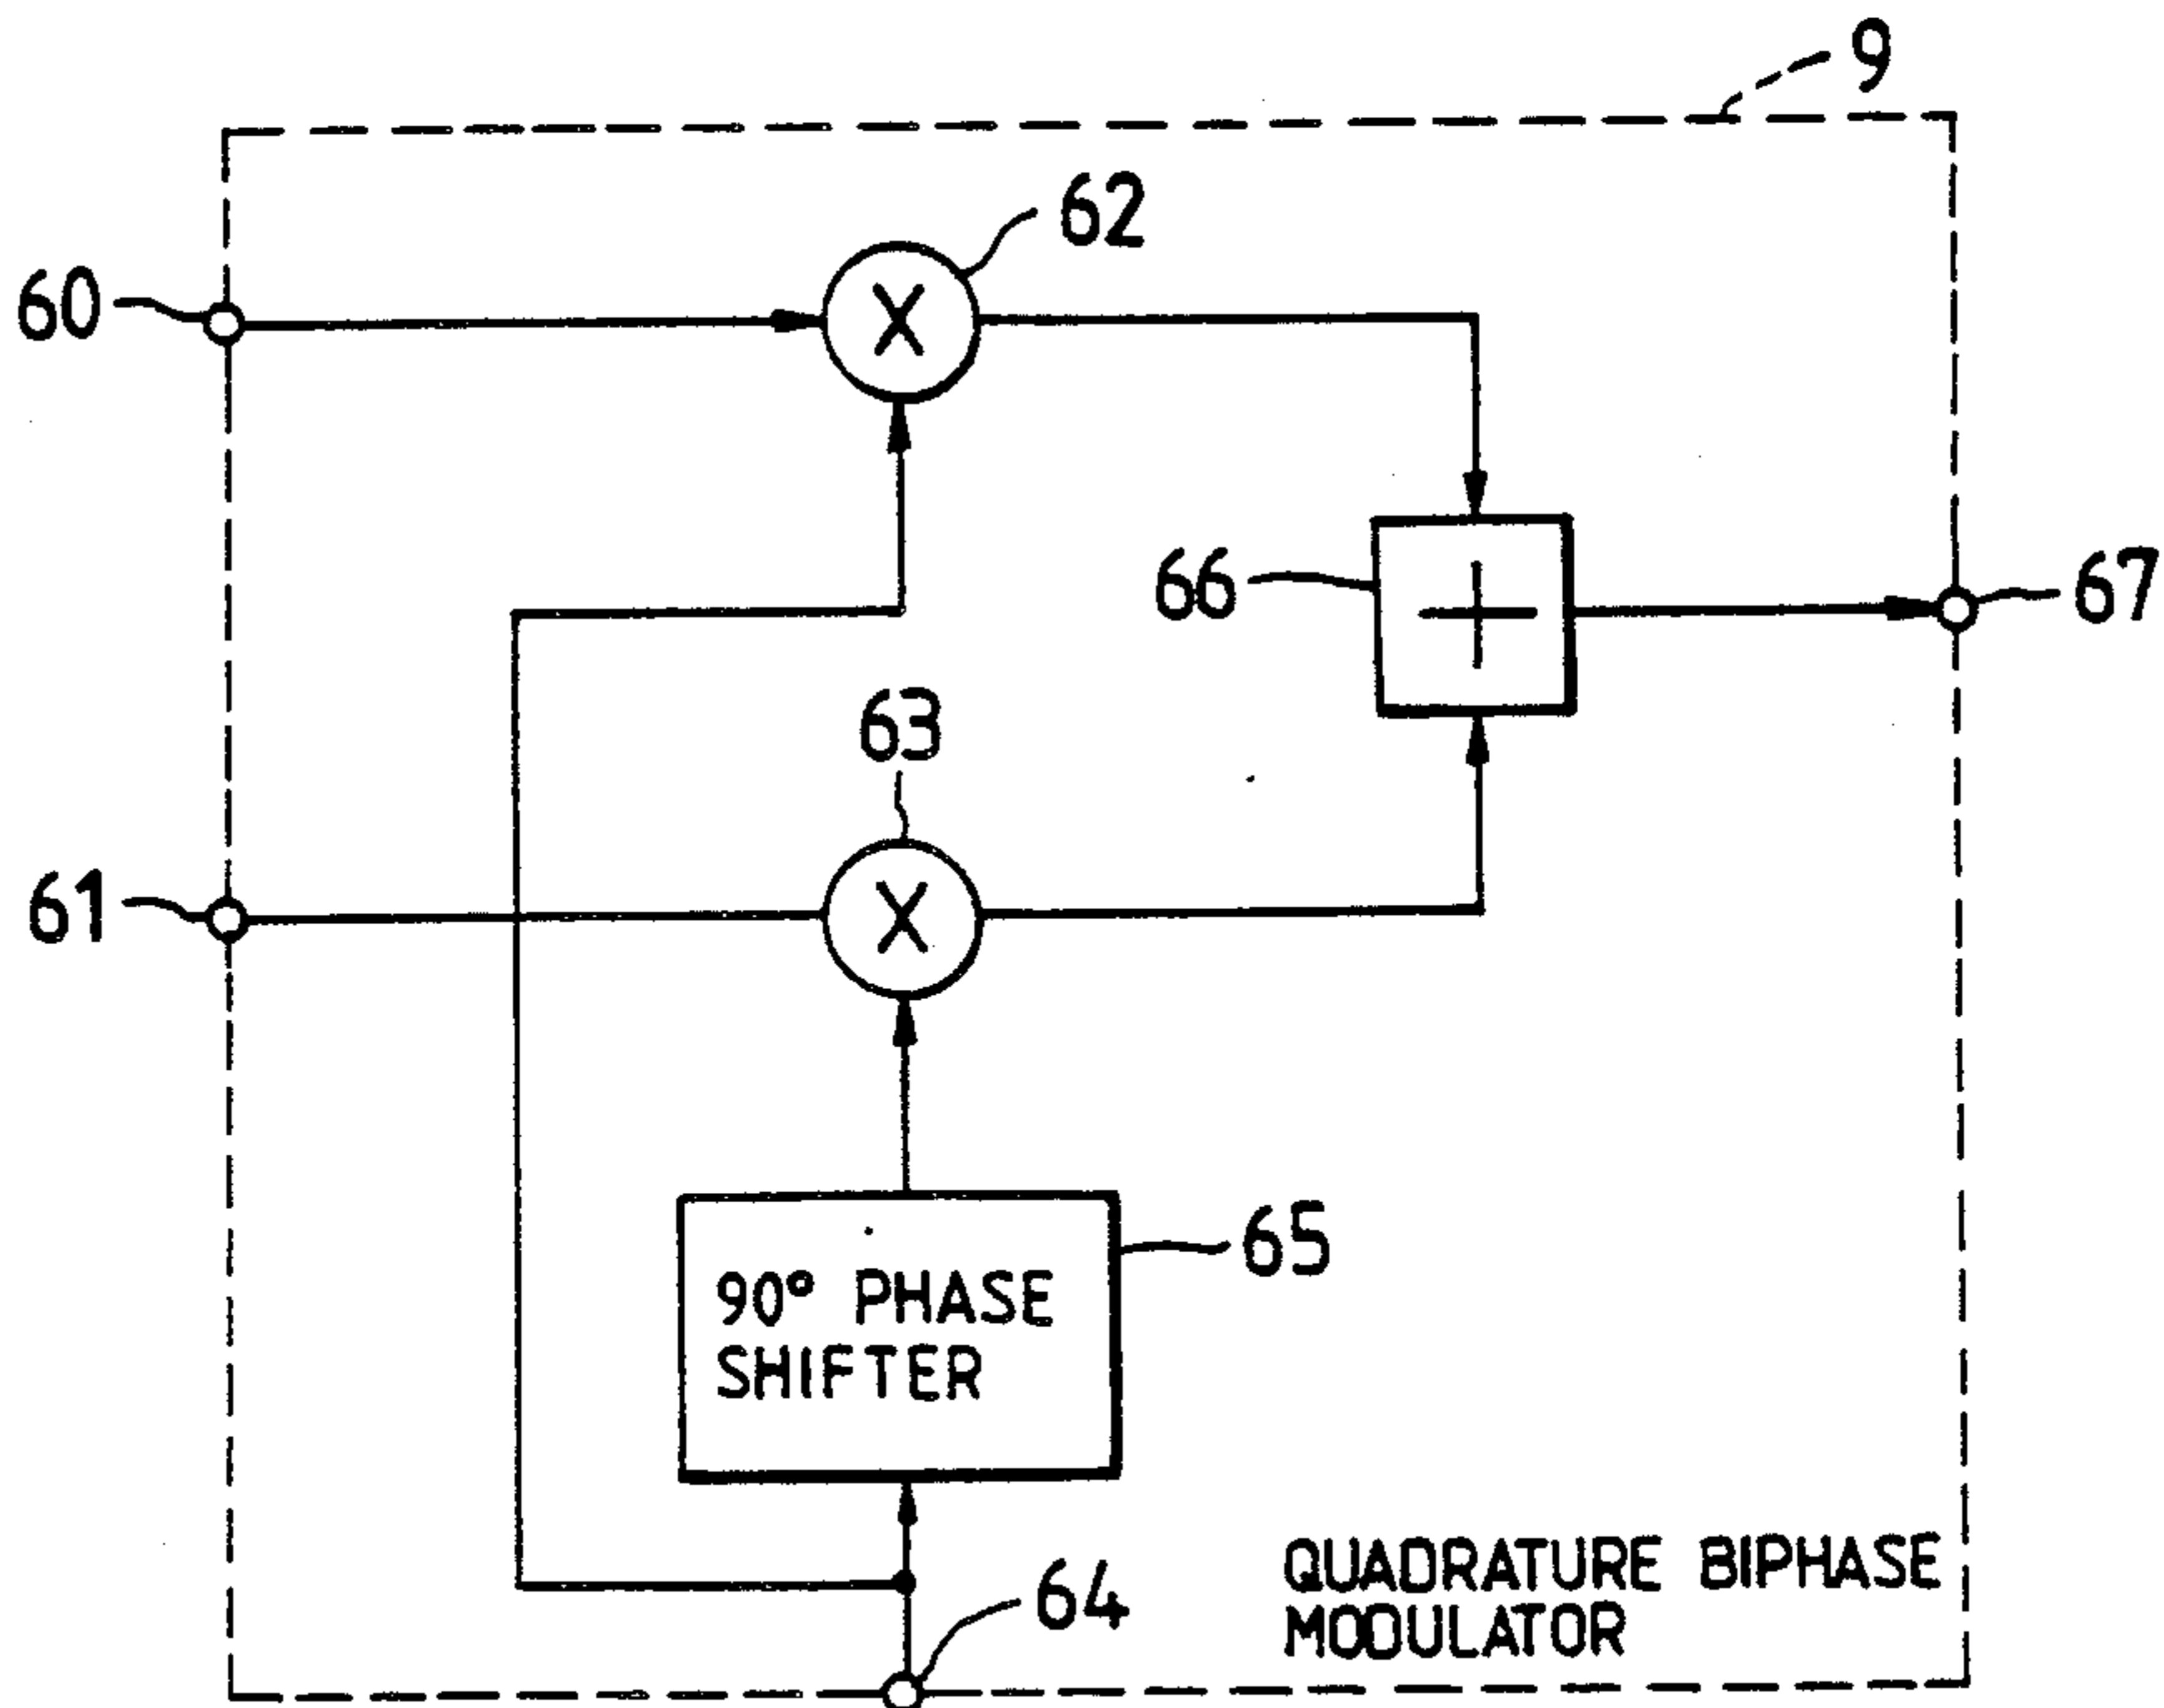 9
62
X
60
66
+
67
63
61
X
65
90° PHASE
SHIFTER
64
QUADRATURE BIPHASE
MODULATOR